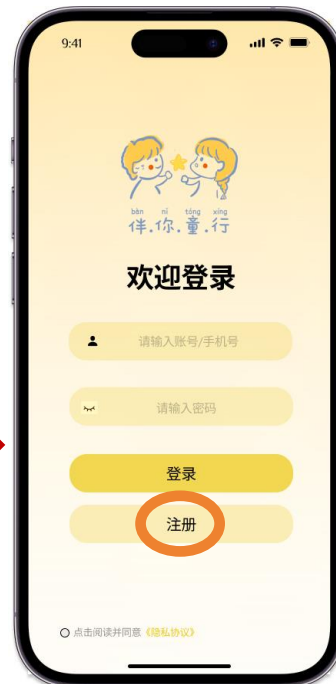 9:41
bàn nǐ tóng xíng
伴.你.童.行
欢迎登录
请输入账号/手机号
请输入密码
登录
注册
点击阅读并同意《隐私协议》